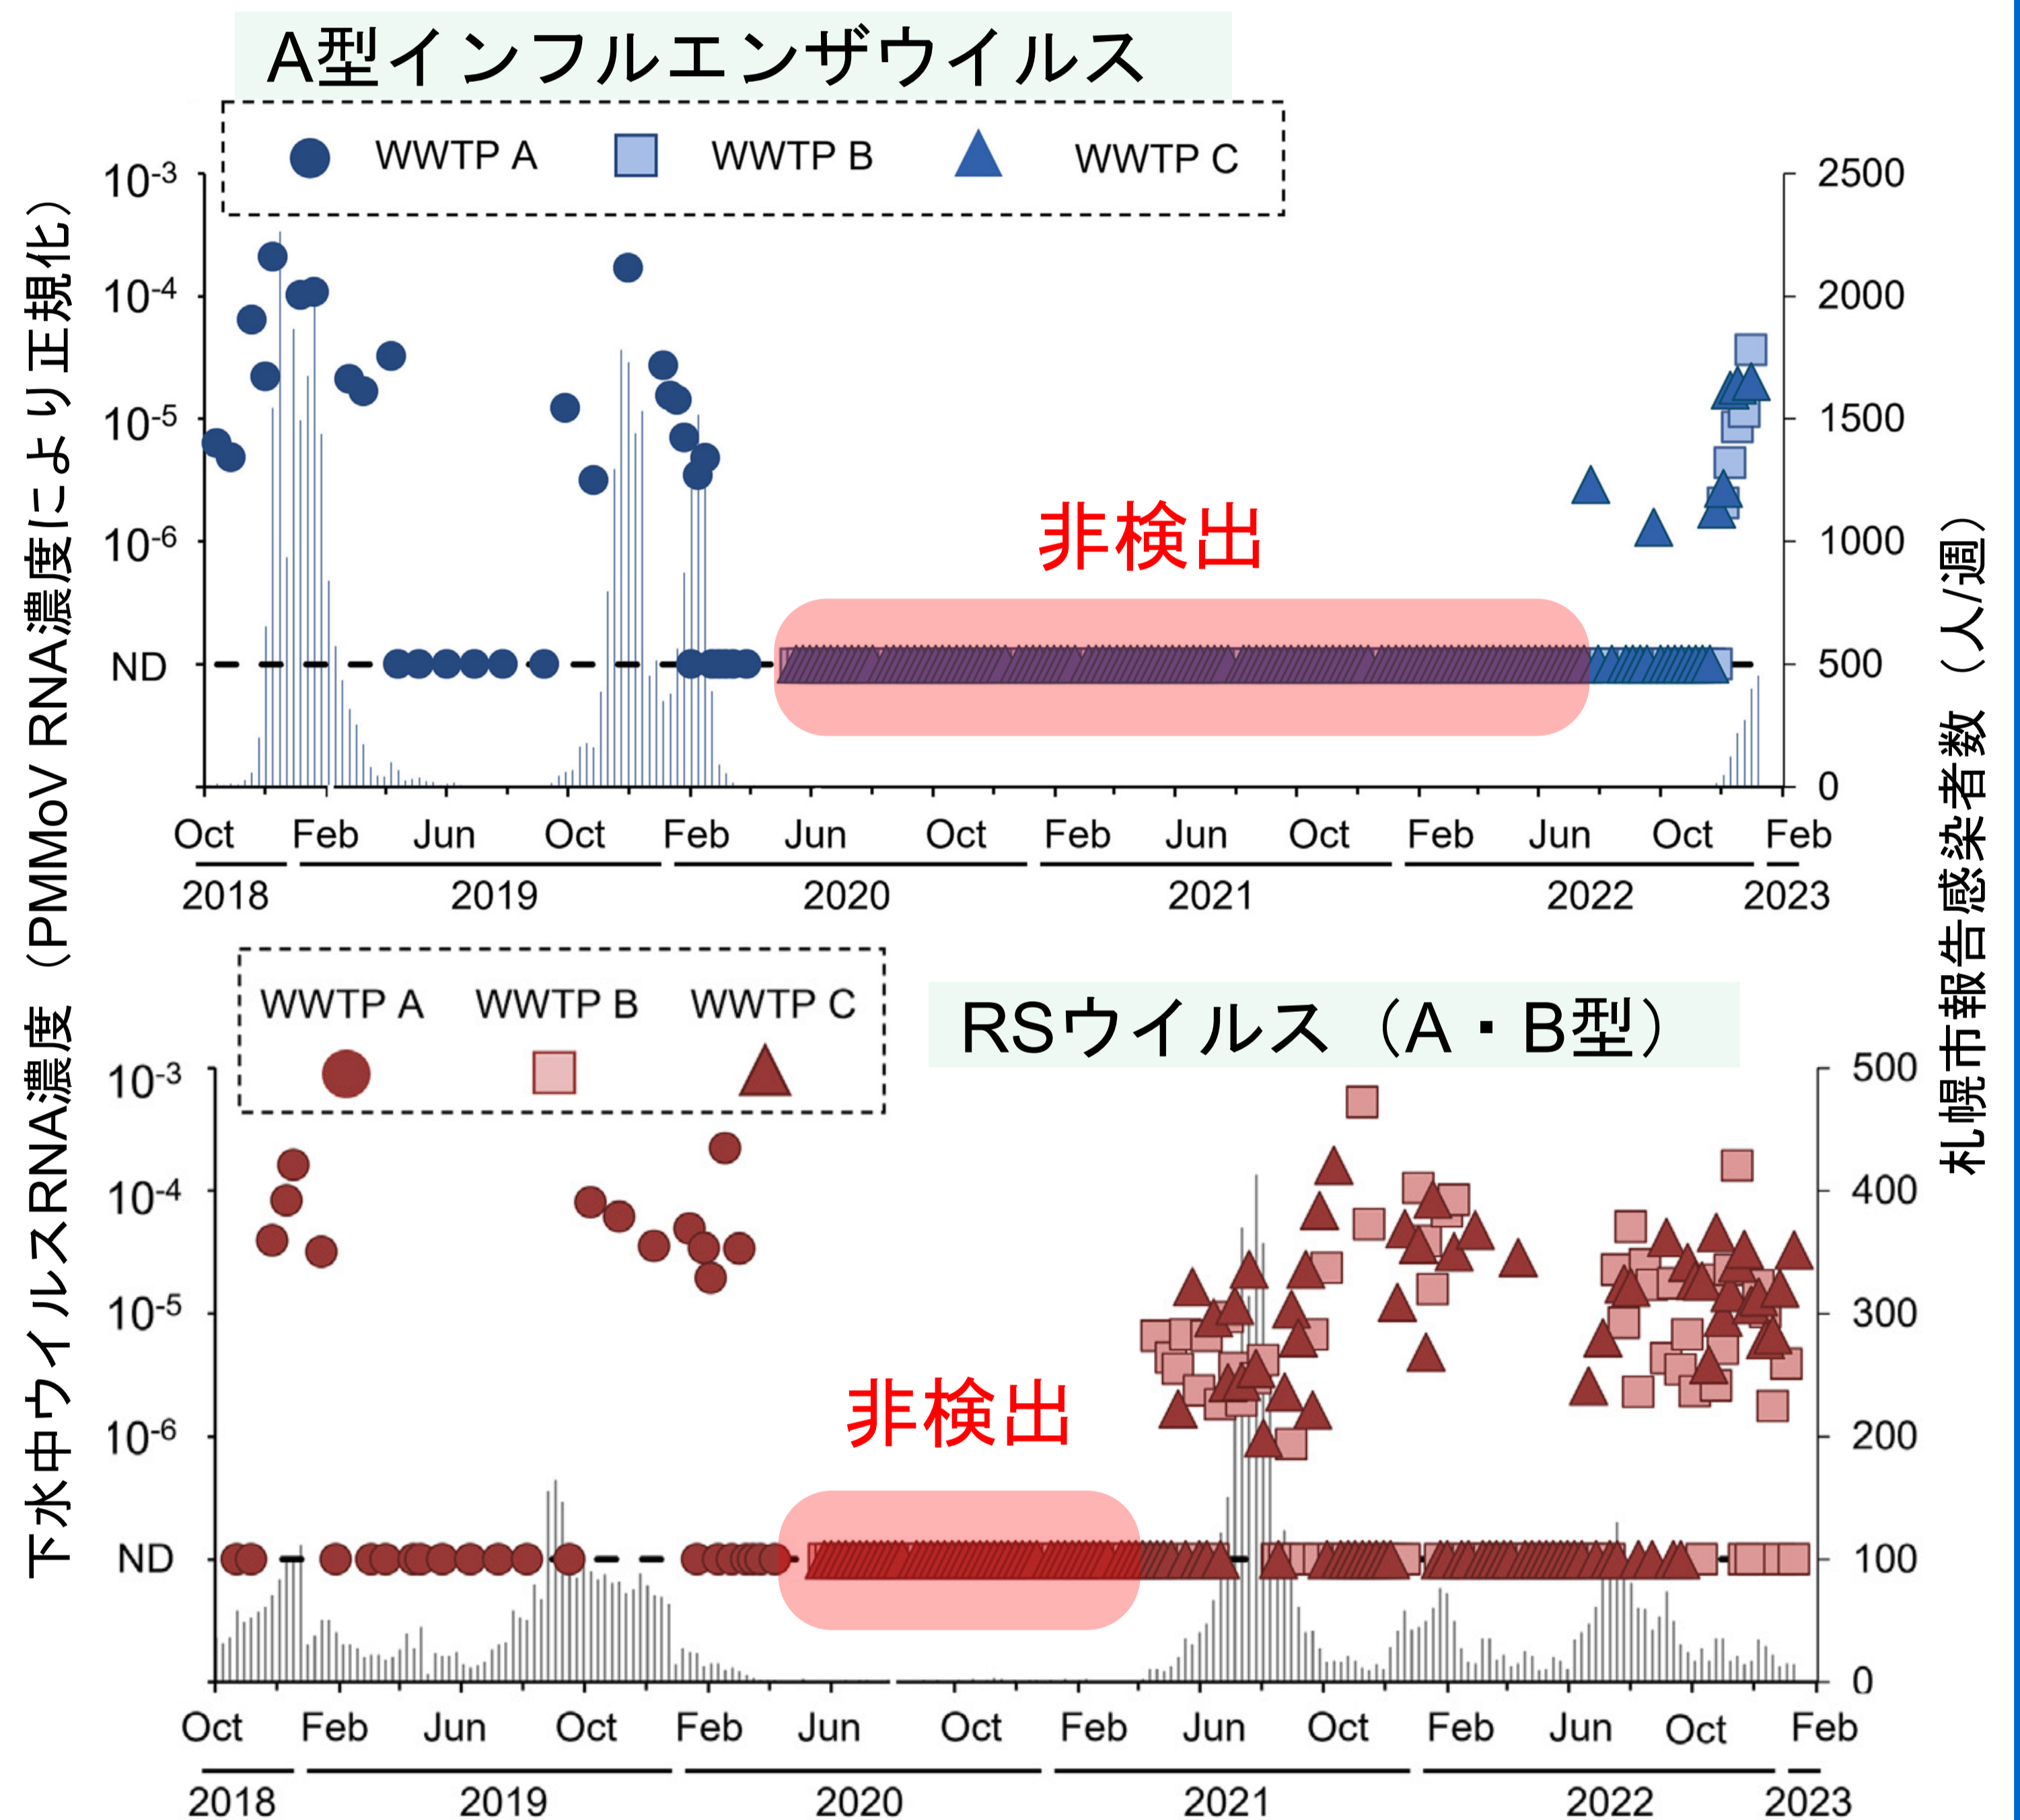 A型インフルエンザウイルス
WWTP A WWTP B WWTP C
下水中ウイルスRNA濃度（PMMoV RNA濃度により正規化）
札幌市報告感染者数（人/週）
10-3
10-4
10-5
10-6
ND
2500
2000
1500
1000
500
0
非検出
Oct Feb Jun Oct Feb Jun Oct Feb Jun Oct Feb Jun Oct Feb
2018 2019 2020 2021 2022 2023
WWTP A WWTP B WWTP C
RSウイルス（A・B型）
10-3
10-4
10-5
10-6
ND
500
400
300
200
100
0
非検出
Oct Feb Jun Oct Feb Jun Oct Feb Jun Oct Feb Jun Oct Feb
2018 2019 2020 2021 2022 2023